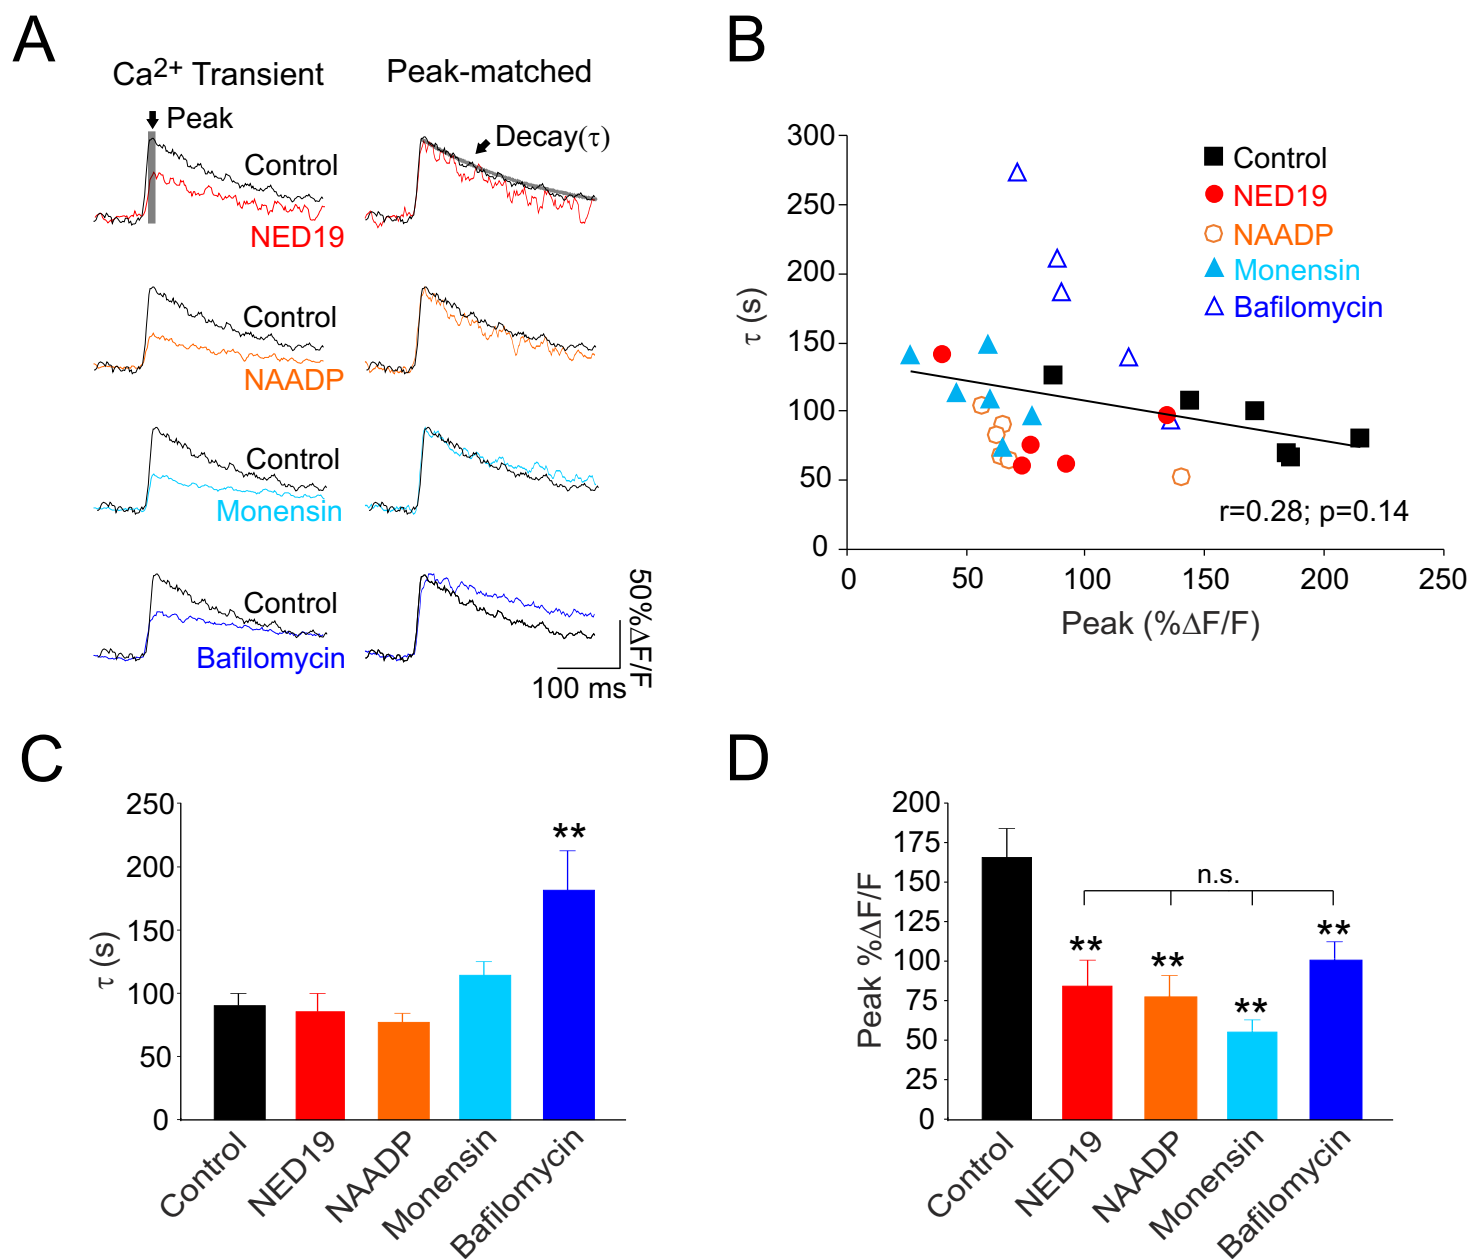 A
Ca2+ Transient
Peak-matched
Peak
Decay(τ)
Control
NED19
Control
NAADP
Control
Monensin
Control
Bafilomycin
50%ΔF/F
100 ms
B
300
250
200
150
100
50
0
τ (s)
Control
NED19
NAADP
Monensin
Bafilomycin
r=0.28; p=0.14
0 50 100 150 200 250
Peak (%ΔF/F)
C
250
200
150
100
50
0
τ (s)
**
Control
NED19
NAADP
Monensin
Bafilomycin
D
200
175
150
125
100
75
50
25
0
Peak %ΔF/F
n.s.
** ** ** **
Control
NED19
NAADP
Monensin
Bafilomycin